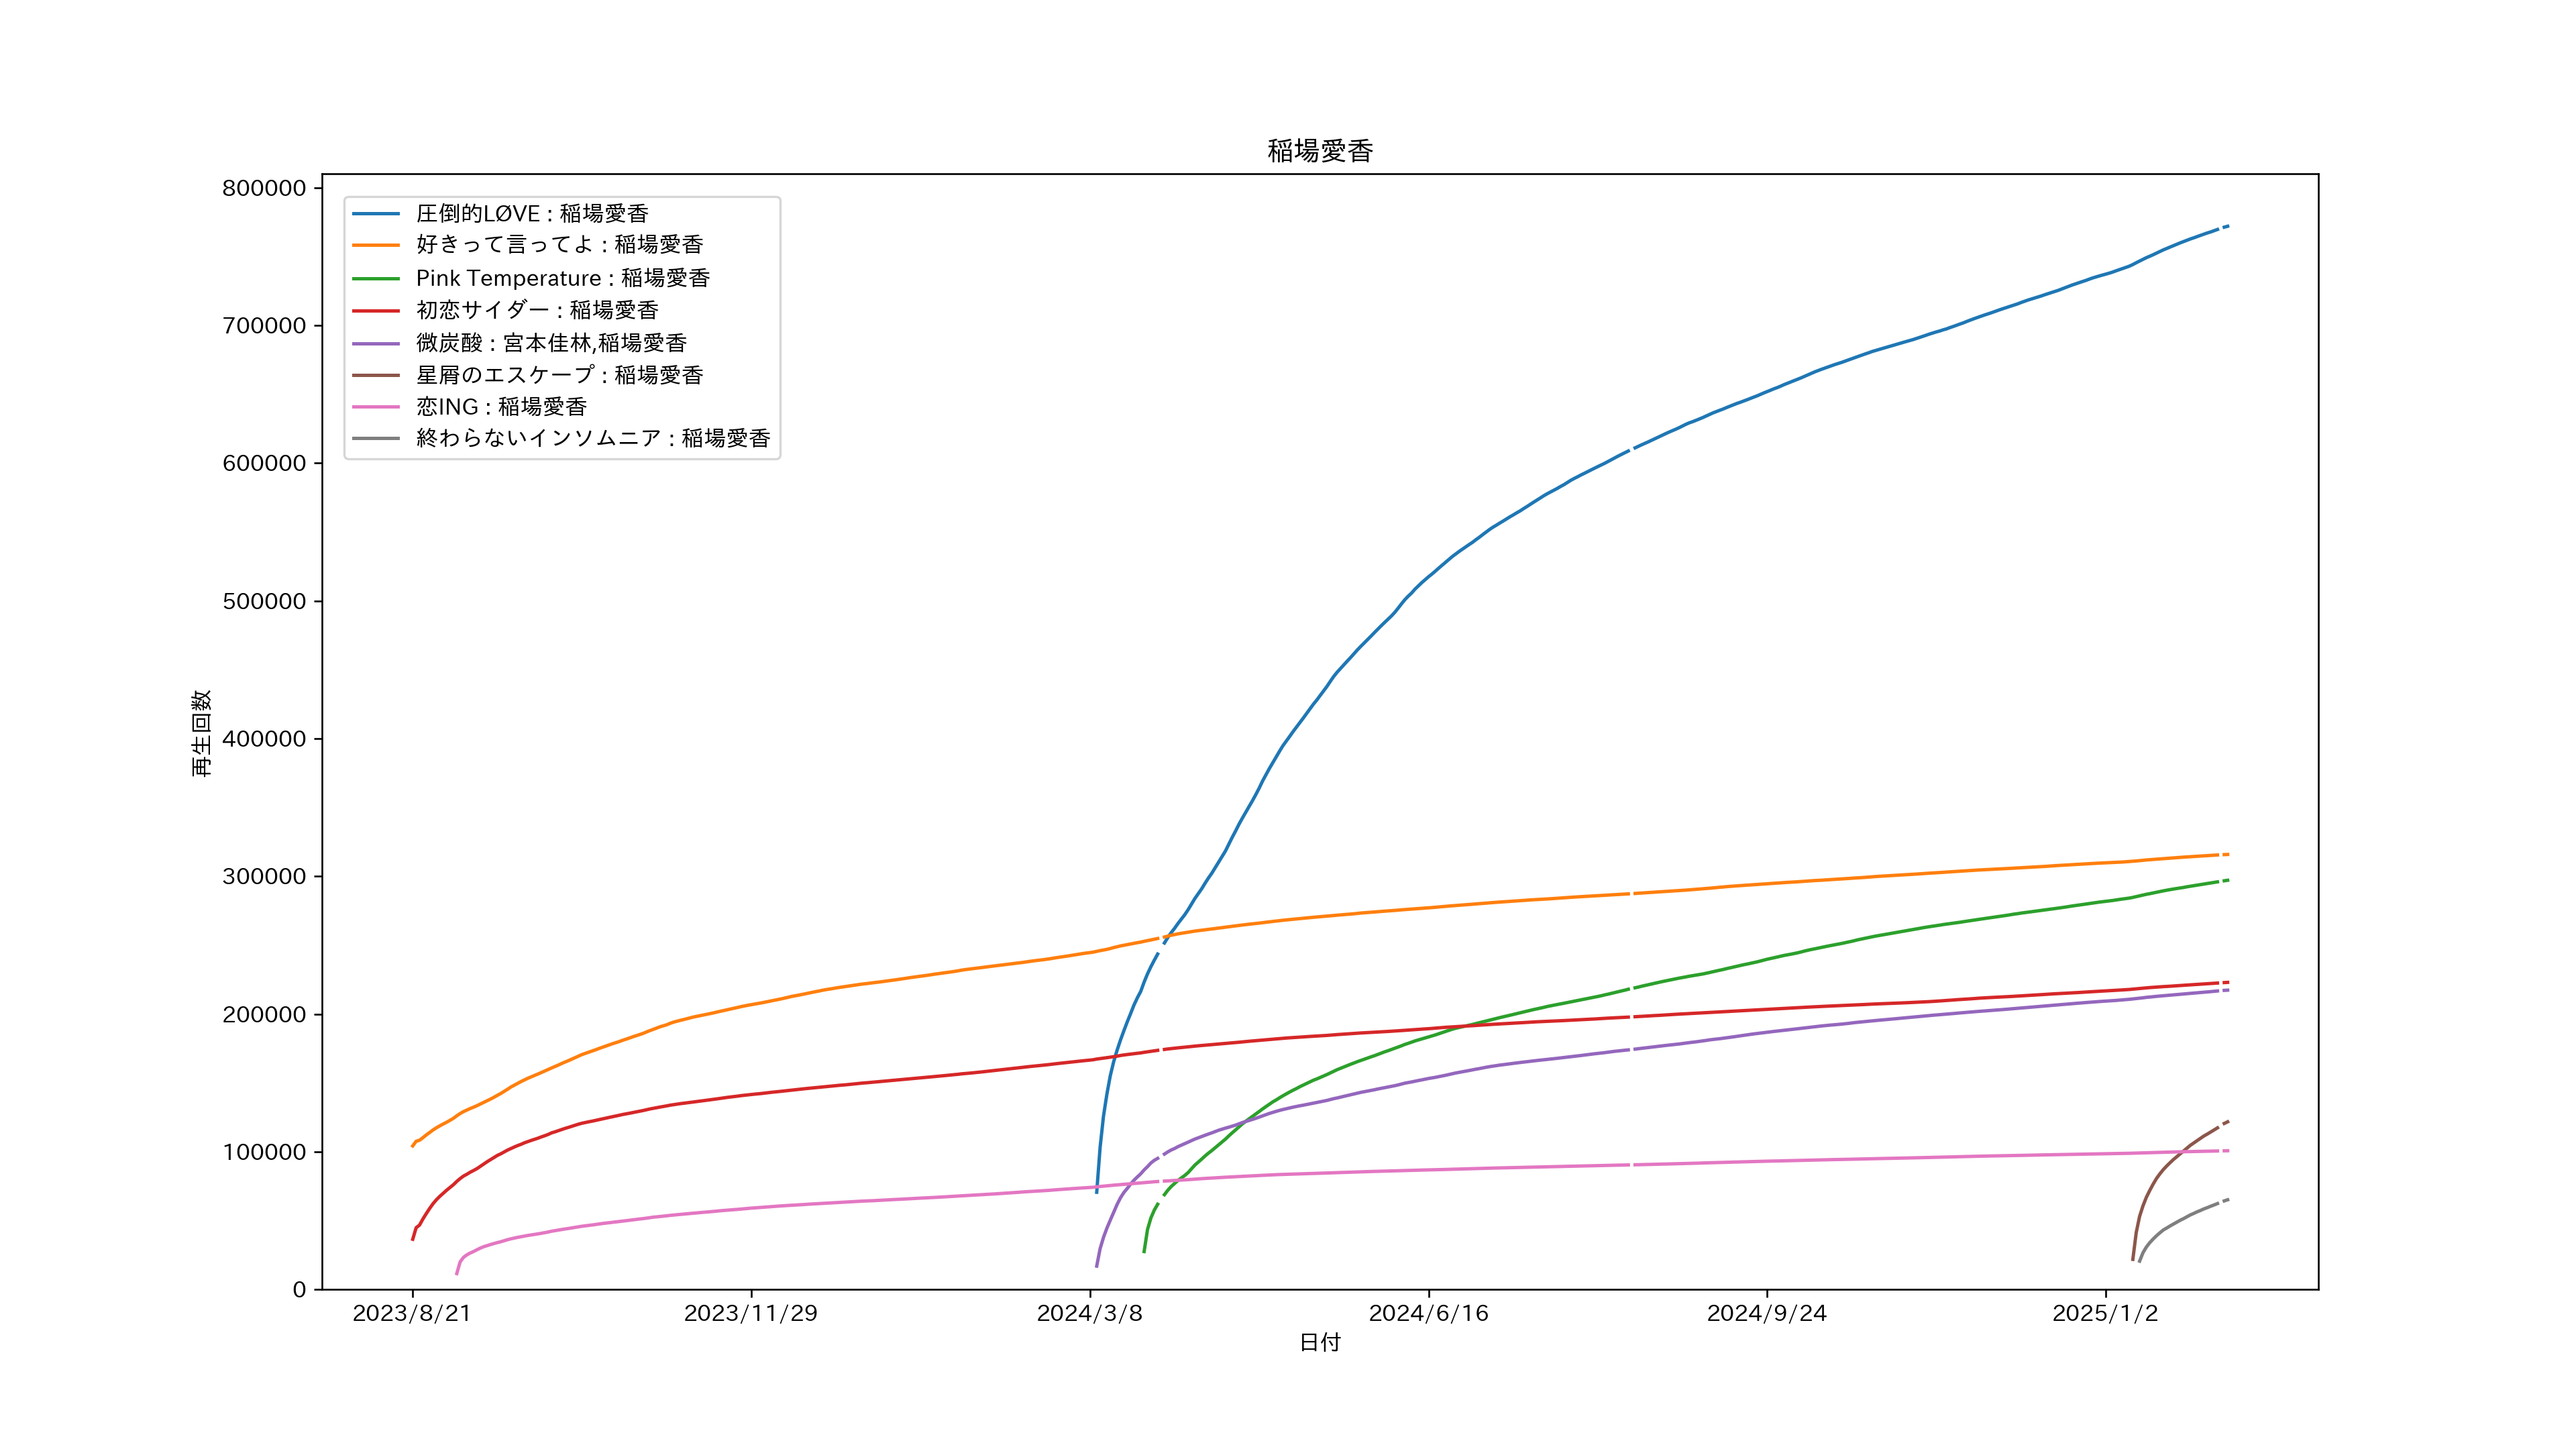 稲場愛香
800000
700000
600000
500000
400000
300000
200000
100000
0
再生回数
圧倒的LØVE : 稲場愛香
好きって言ってよ : 稲場愛香
Pink Temperature : 稲場愛香
初恋サイダー : 稲場愛香
微炭酸 : 宮本佳林,稲場愛香
星屑のエスケープ : 稲場愛香
恋ING : 稲場愛香
終わらないインソムニア : 稲場愛香
2023/8/21 2023/11/29 2024/3/8 2024/6/16 2024/9/24 2025/1/2
日付